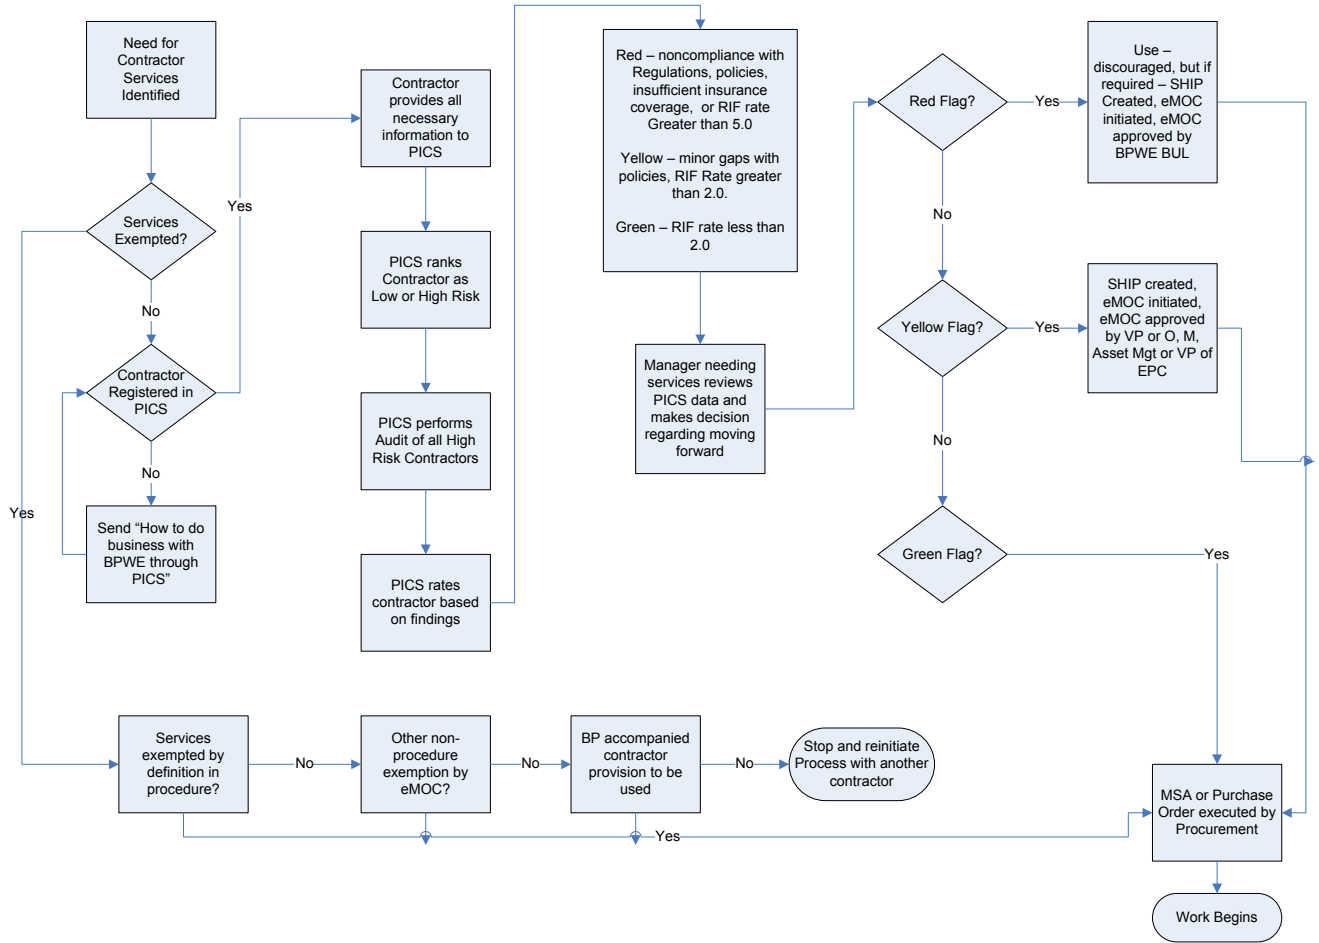 Need for
Contractor
Services
Identified
Services
Exempted?
No
Contractor
Registered in
PICS
No
Send “How to do
business with
BPWE through
PICS”
Yes
Yes
Contractor
provides all
necessary
information to
PICS
PICS ranks
Contractor as
Low or High Risk
PICS performs
Audit of all High
Risk Contractors
PICS rates
contractor based
on findings
Red – noncompliance with
Regulations, policies,
insufficient insurance
coverage,  or RIF rate
Greater than 5.0
Yellow – minor gaps with
policies, RIF Rate greater
than 2.0.
Green – RIF rate less than
2.0
Manager needing
services reviews
PICS data and
makes decision
regarding moving
forward
Red Flag?
Yes
Use –
discouraged, but if
required – SHIP
Created, eMOC
initiated, eMOC
approved by
BPWE BUL
No
Yellow Flag?
Yes
SHIP created,
eMOC initiated,
eMOC approved
by VP or O, M,
Asset Mgt or VP of
EPC
No
Green Flag?
Yes
Services
exempted by
definition in
procedure?
No
Other non-
procedure
exemption by
eMOC?
No
BP accompanied
contractor
provision to be
used
No
Stop and reinitiate
Process with another
contractor
Yes
MSA or Purchase
Order executed by
Procurement
Work Begins